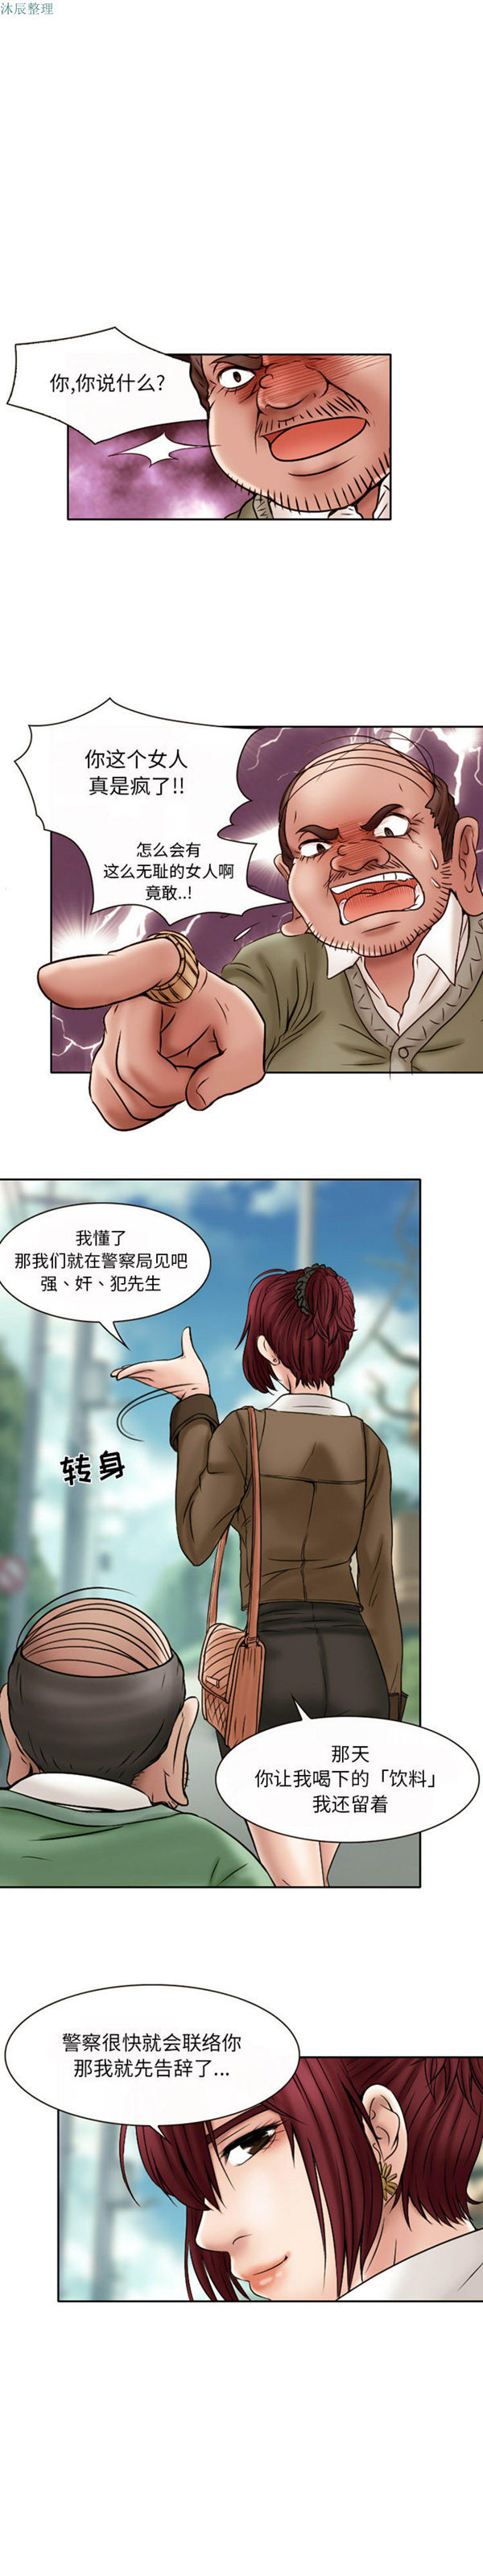 沐辰整理
你,你说什么?
你这个女人
真是疯了!!
怎么会有
这么无耻的女人啊
竟敢..!
我懂了
那我们就在警察局见吧
强、奸、犯先生
转身
那天
你让我喝下的「饮料」
我还留着
警察很快就会联络你
那我就先告辞了...